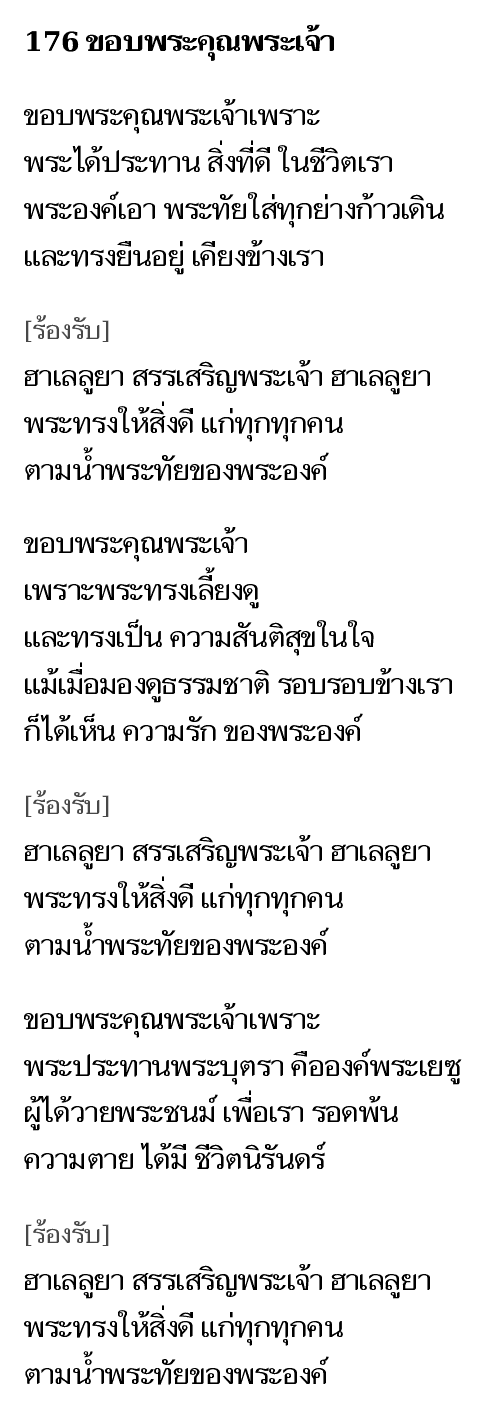 176 ขอบพระคุณพระเจ้า
ขอบพระคุณพระเจ้าเพราะ
พระได้ประทาน สิ่งที่ดี ในชีวิตเรา
พระองค์เอา พระทัยใส่ทุกย่างก้าวเดิน
และทรงยืนอยู่ เคียงข้างเรา
[ร้องรับ]
ฮาเลลูยา สรรเสริญพระเจ้า ฮาเลลูยา
พระทรงให้สิ่งดี แก่ทุกทุกคน
ตามน้ำพระทัยของพระองค์
ขอบพระคุณพระเจ้า
เพราะพระทรงเลี้ยงดู
และทรงเป็น ความสันติสุขในใจ
แม้เมื่อมองดูธรรมชาติ รอบรอบข้างเรา
ก็ได้เห็น ความรัก ของพระองค์
[ร้องรับ]
ฮาเลลูยา สรรเสริญพระเจ้า ฮาเลลูยา
พระทรงให้สิ่งดี แก่ทุกทุกคน
ตามน้ำพระทัยของพระองค์
ขอบพระคุณพระเจ้าเพราะ
พระประทานพระบุตรา คือองค์พระเยซู
ผู้ได้วายพระชนม์ เพื่อเรา รอดพ้น
ความตาย ได้มี ชีวิตนิรันดร์
[ร้องรับ]
ฮาเลลูยา สรรเสริญพระเจ้า ฮาเลลูยา
พระทรงให้สิ่งดี แก่ทุกทุกคน
ตามน้ำพระทัยของพระองค์